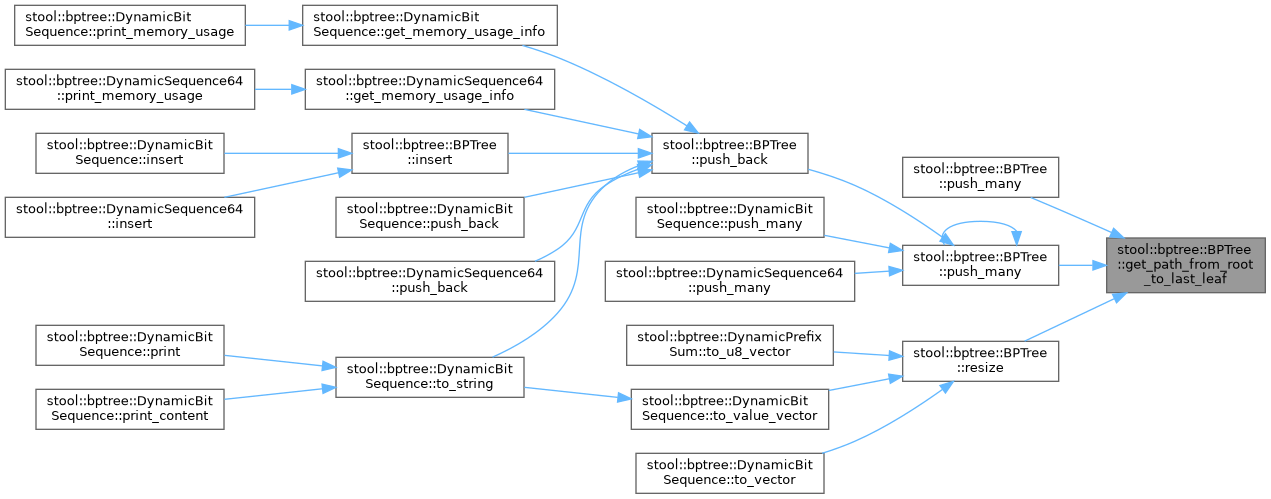 stool::bptree::DynamicBit
Sequence::print_memory_usage
stool::bptree::DynamicBit
Sequence::get_memory_usage_info
stool::bptree::DynamicSequence64
::print_memory_usage
stool::bptree::DynamicSequence64
::get_memory_usage_info
stool::bptree::DynamicBit
Sequence::insert
stool::bptree::BPTree
::insert
stool::bptree::BPTree
::push_back
stool::bptree::BPTree
::push_many
stool::bptree::DynamicSequence64
::insert
stool::bptree::DynamicBit
Sequence::push_back
stool::bptree::DynamicBit
Sequence::push_many
stool::bptree::DynamicSequence64
::push_back
stool::bptree::DynamicSequence64
::push_many
stool::bptree::BPTree
::push_many
stool::bptree::BPTree
::get_path_from_root
_to_last_leaf
stool::bptree::DynamicBit
Sequence::print
stool::bptree::DynamicPrefix
Sum::to_u8_vector
stool::bptree::BPTree
::resize
stool::bptree::DynamicBit
Sequence::to_string
stool::bptree::DynamicBit
Sequence::print_content
stool::bptree::DynamicBit
Sequence::to_value_vector
stool::bptree::DynamicBit
Sequence::to_vector